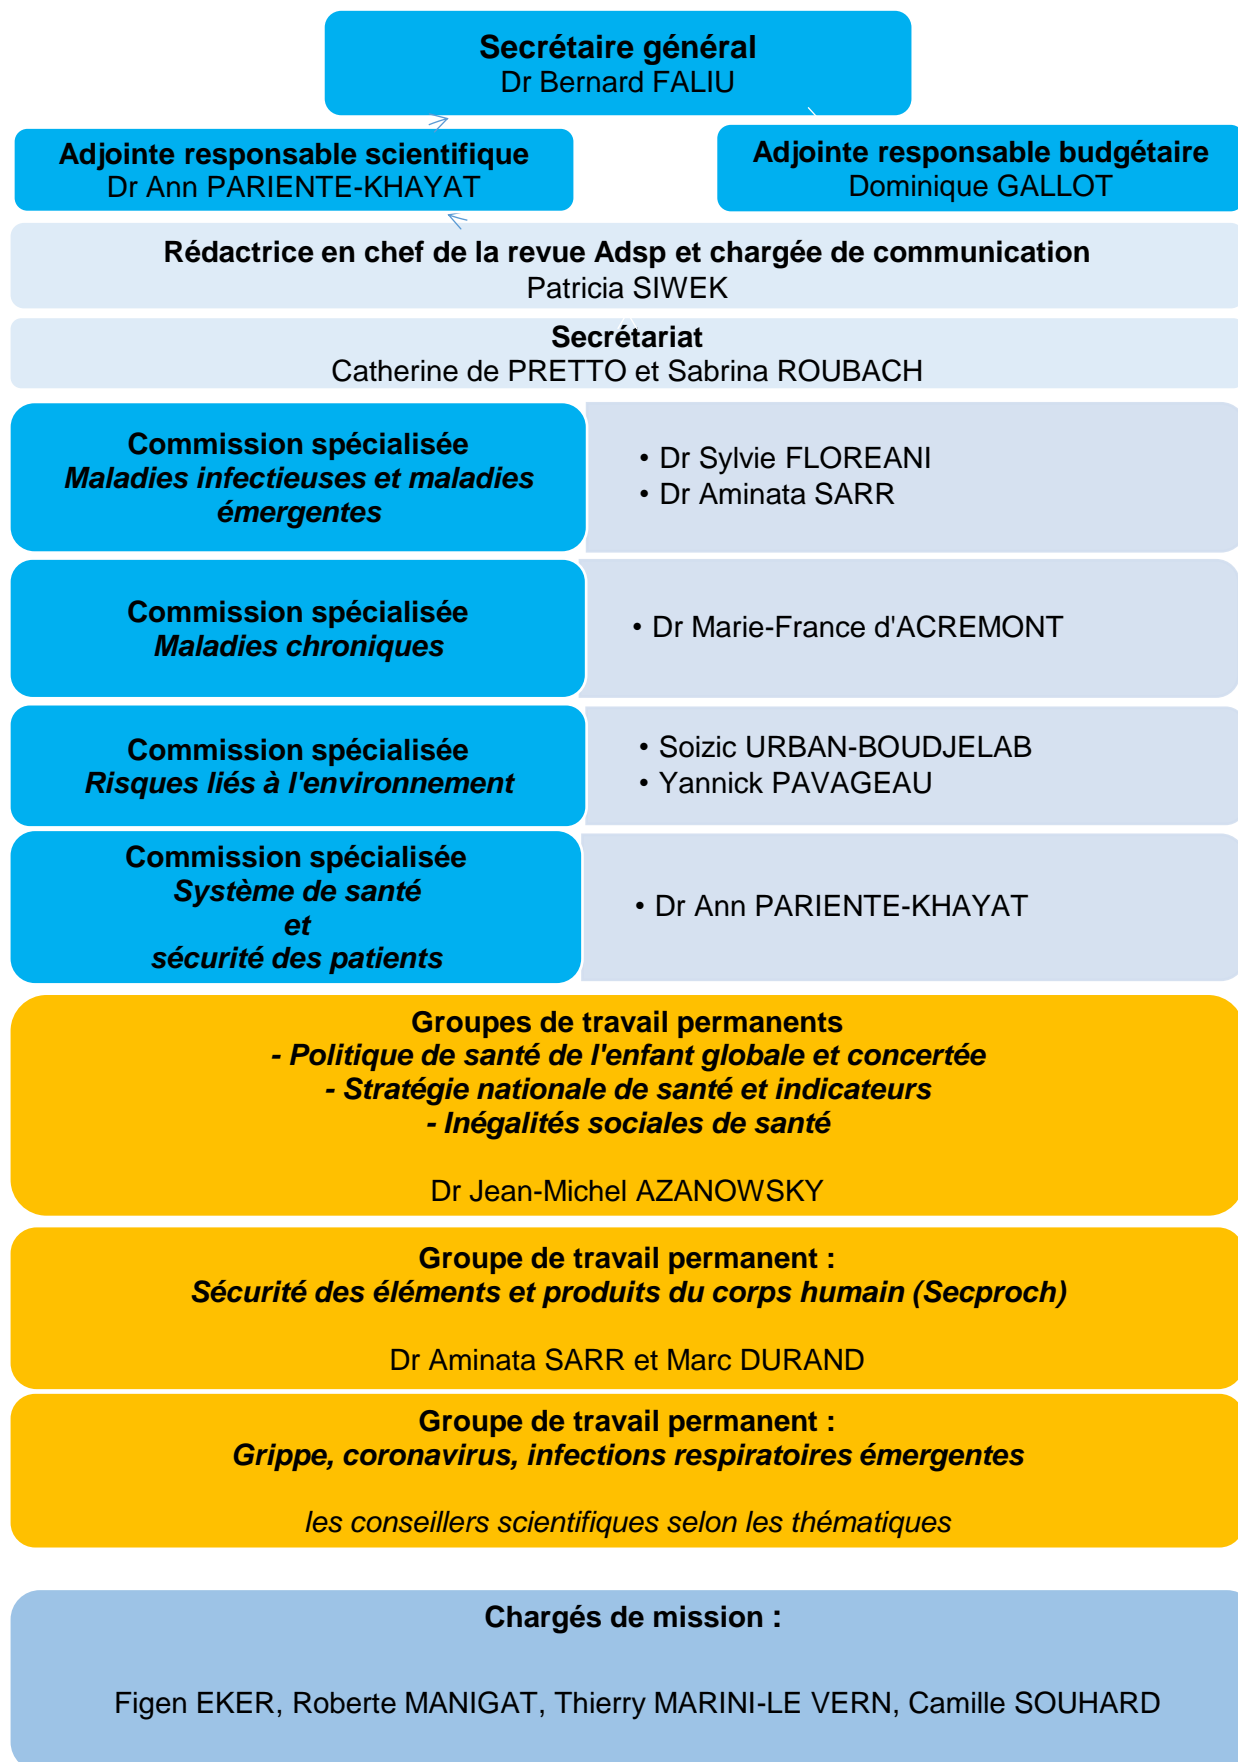 Secrétaire général
Dr Bernard FALIU
Adjointe responsable scientifique
Dr Ann PARIENTE-KHAYAT
Adjointe responsable budgétaire
Dominique GALLOT
Rédactrice en chef de la revue Adsp et chargée de communication
Patricia SIWEK
Secrétariat
Catherine de PRETTO et Sabrina ROUBACH
Commission spécialisée
Maladies infectieuses et maladies
émergentes
• Dr Sylvie FLOREANI
• Dr Aminata SARR
Commission spécialisée
Maladies chroniques
• Dr Marie-France d'ACREMONT
Commission spécialisée
Risques liés à l'environnement
• Soizic URBAN-BOUDJELAB
• Yannick PAVAGEAU
Commission spécialisée
Système de santé
et
sécurité des patients
• Dr Ann PARIENTE-KHAYAT
Groupes de travail permanents
- Politique de santé de l'enfant globale et concertée
- Stratégie nationale de santé et indicateurs
- Inégalités sociales de santé
Dr Jean-Michel AZANOWSKY
Groupe de travail permanent :
Sécurité des éléments et produits du corps humain (Secproch)
Dr Aminata SARR et Marc DURAND
Groupe de travail permanent :
Grippe, coronavirus, infections respiratoires émergentes
les conseillers scientifiques selon les thématiques
Chargés de mission :
Figen EKER, Roberte MANIGAT, Thierry MARINI-LE VERN, Camille SOUHARD